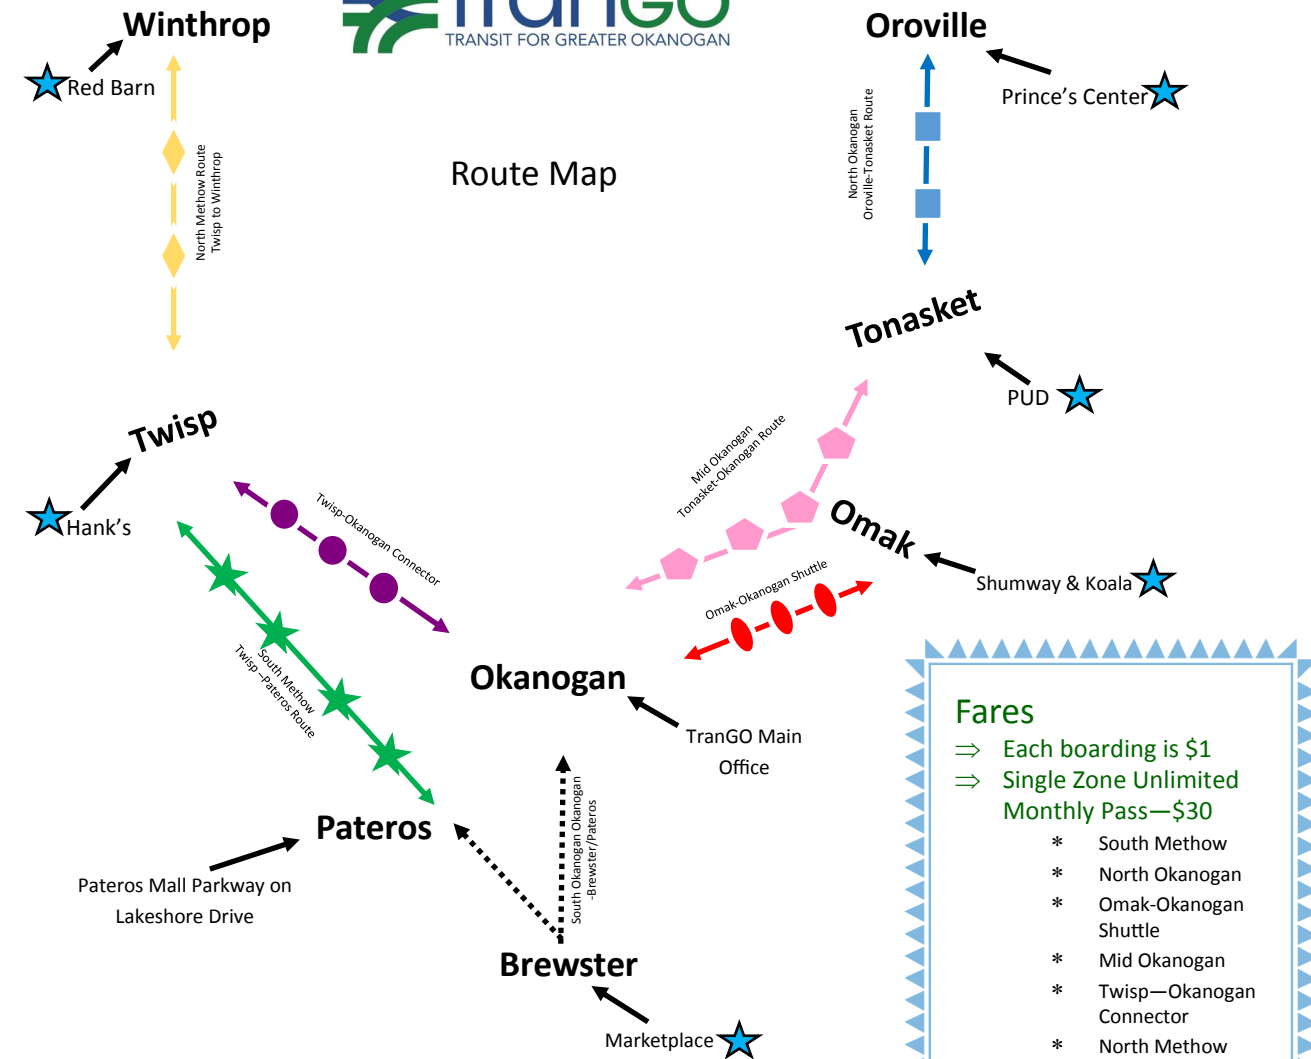 Winthrop
TranGO
TRANSIT FOR GREATER OKANOGAN
Oroville
Red Barn
Prince's Center
North Methow Route
Twisp to Winthrop
Route Map
North Okanogan
Oroville-Tonasket Route
Tonasket
PUD
Twisp
Hank's
Mid Okanogan
Tonasket-Okanogan Route
Twisp-Okanogan Connector
Omak
Shumway & Koala
Omak-Okanogan Shuttle
South Methow
Twisp –Pateros Route
Okanogan
TranGO Main
Office
Pateros
Pateros Mall Parkway on
Lakeshore Drive
South Okanogan Okanogan
-Brewster/Pateros
Brewster
Marketplace
Fares
⇒ Each boarding is $1
⇒ Single Zone Unlimited
Monthly Pass—$30
* South Methow
* North Okanogan
* Omak-Okanogan
Shuttle
* Mid Okanogan
* Twisp—Okanogan
Connector
* North Methow